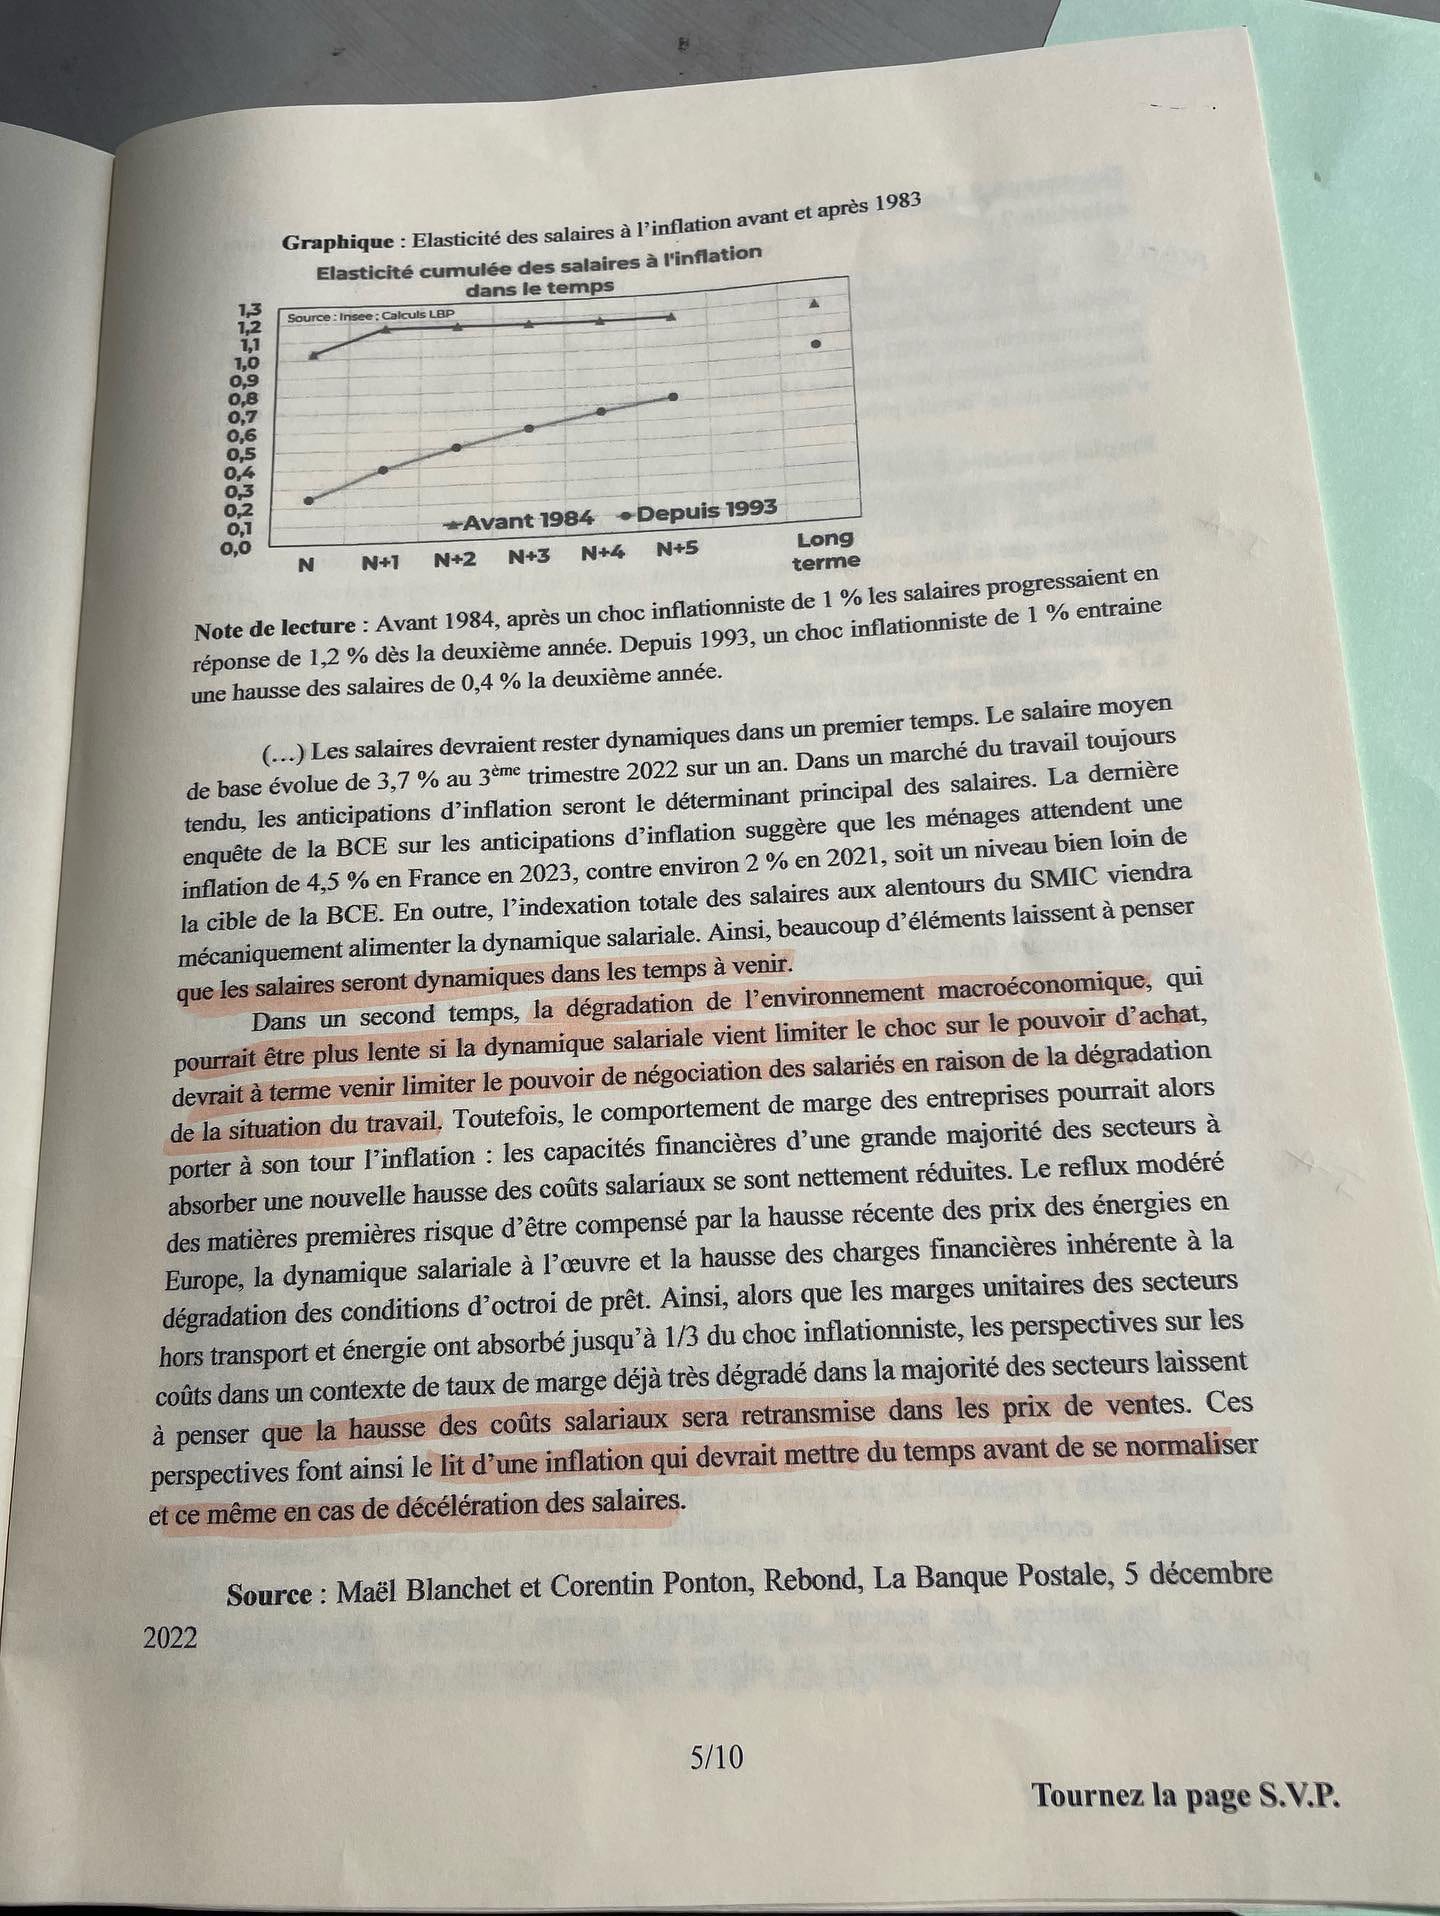 Graphique : Elasticité des salaires à l'inflation avant et après 1983
Elasticité cumulée des salaires à l'inflation
dans le temps
1,3
1,2
1,1
1,0
0,9
0,8
0,7
0,6
0,5
0,4
0,3
0,2
0,1
0,0
Source : Insee ; Calculs LBP
Avant 1984 Depuis 1993
N N+1 N+2 N+3 N+4 N+5 Long
terme
Note de lecture : Avant 1984, après un choc inflationniste de 1 % les salaires progressaient en
réponse de 1,2 % dès la deuxième année. Depuis 1993, un choc inflationniste de 1 % entraine
une hausse des salaires de 0,4 % la deuxième année.
(…) Les salaires devraient rester dynamiques dans un premier temps. Le salaire moyen
de base évolue de 3,7 % au 3ème trimestre 2022 sur un an. Dans un marché du travail toujours
tendu, les anticipations d'inflation seront le déterminant principal des salaires. La dernière
enquête de la BCE sur les anticipations d'inflation suggère que les ménages attendent une
inflation de 4,5 % en France en 2023, contre environ 2 % en 2021, soit un niveau bien loin de
la cible de la BCE. En outre, l'indexation totale des salaires aux alentours du SMIC viendra
mécaniquement alimenter la dynamique salariale. Ainsi, beaucoup d'éléments laissent à penser
que les salaires seront dynamiques dans les temps à venir.
Dans un second temps, la dégradation de l'environnement macroéconomique, qui
pourrait être plus lente si la dynamique salariale vient limiter le choc sur le pouvoir d'achat,
devrait à terme venir limiter le pouvoir de négociation des salariés en raison de la dégradation
de la situation du travail. Toutefois, le comportement de marge des entreprises pourrait alors
porter à son tour l'inflation : les capacités financières d'une grande majorité des secteurs à
absorber une nouvelle hausse des coûts salariaux se sont nettement réduites. Le reflux modéré
des matières premières risque d'être compensé par la hausse récente des prix des énergies en
Europe, la dynamique salariale à l'œuvre et la hausse des charges financières inhérente à la
dégradation des conditions d'octroi de prêt. Ainsi, alors que les marges unitaires des secteurs
hors transport et énergie ont absorbé jusqu'à 1/3 du choc inflationniste, les perspectives sur les
coûts dans un contexte de taux de marge déjà très dégradé dans la majorité des secteurs laissent
à penser que la hausse des coûts salariaux sera retransmise dans les prix de ventes. Ces
perspectives font ainsi le lit d'une inflation qui devrait mettre du temps avant de se normaliser
et ce même en cas de décélération des salaires.
Source : Maël Blanchet et Corentin Ponton, Rebond, La Banque Postale, 5 décembre
2022
5/10
Tournez la page S.V.P.